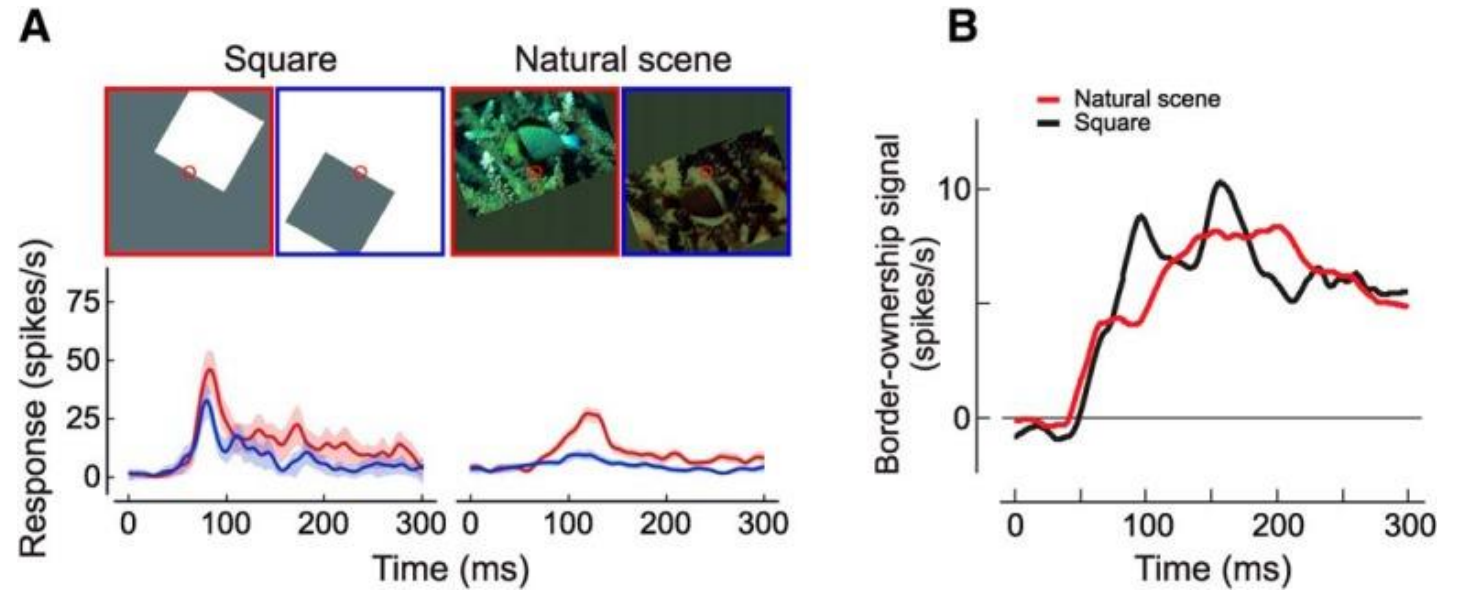 A
Square
Natural scene
Response (spikes/s)
75
50
25
0
0 100 200 300 0 100 200 300
Time (ms)
B
Natural scene
Square
Border-ownership signal
(spikes/s)
10
0
0 100 200 300
Time (ms)